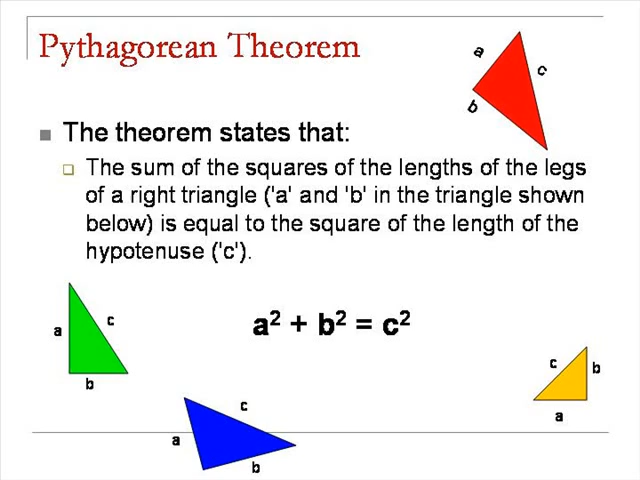 Pythagorean Theorem
a
c
b
The theorem states that:
The sum of the squares of the lengths of the legs
of a right triangle ('a' and 'b' in the triangle shown
below) is equal to the square of the length of the
hypotenuse ('c').
a
c
b
a² + b² = c²
c
b
a
c
a
b